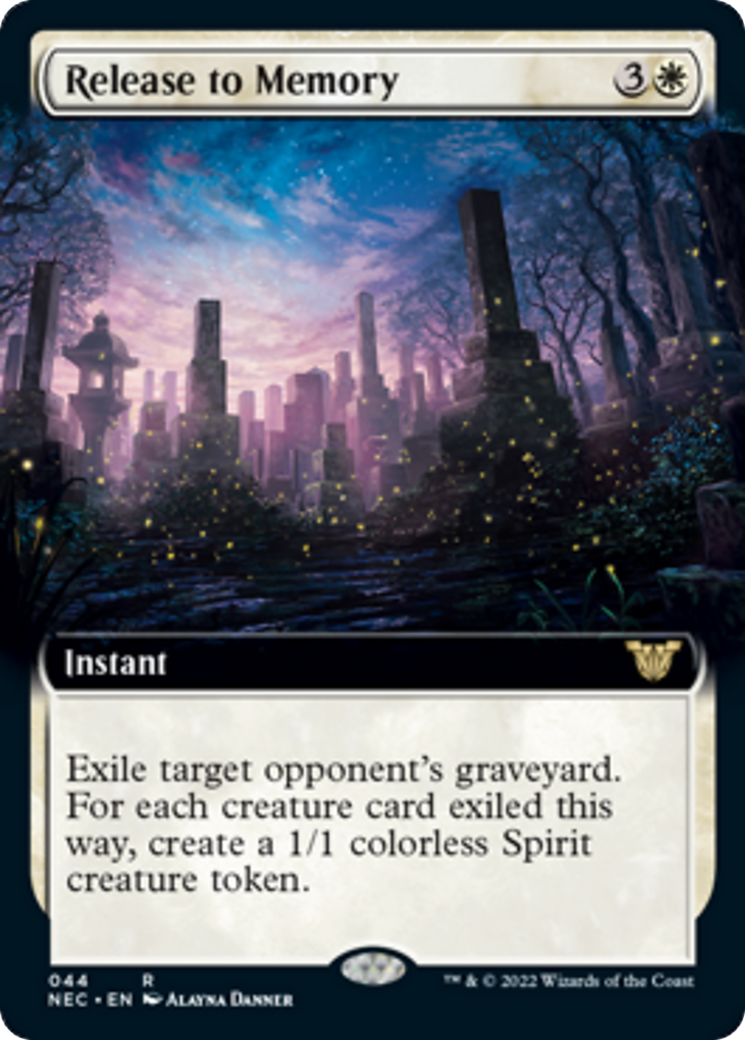 Release to Memory 3
Instant
Exile target opponent's graveyard.
For each creature card exiled this
way, create a 1/1 colorless Spirit
creature token.
044 R
NEC • EN Alayna Danner
™ & © 2022 Wizards of the Coast